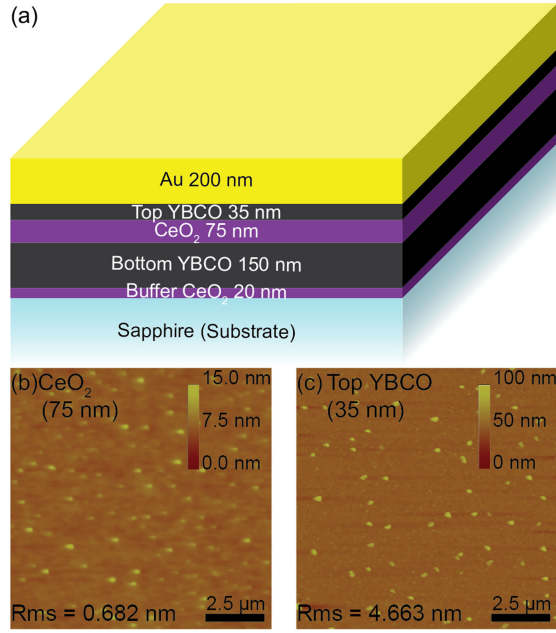 (a)
Au 200 nm
Top YBCO 35 nm
CeO₂ 75 nm
Bottom YBCO 150 nm
Buffer CeO₂ 20 nm
Sapphire (Substrate)
(b)CeO₂
(75 nm)
15.0 nm
7.5 nm
0.0 nm
Rms = 0.682 nm
2.5 µm
(c) Top YBCO
(35 nm)
100 nm
50 nm
0 nm
Rms = 4.663 nm
2.5 µm